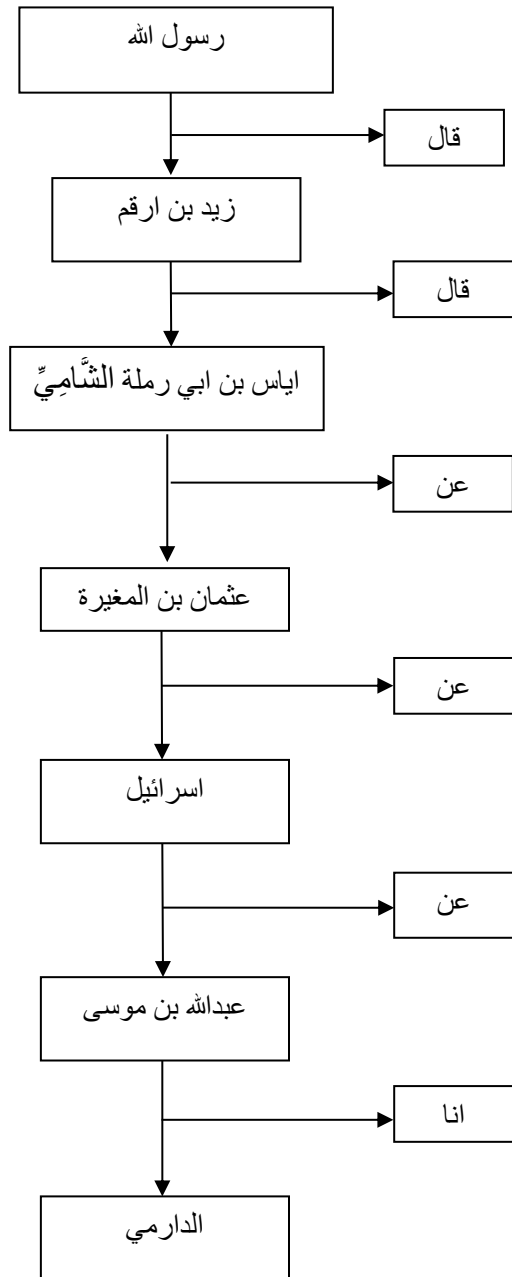 رسول الله
قال
زيد بن ارقم
قال
اياس بن ابي رملة الشَّامِيِّ
عن
عثمان بن المغيرة
عن
اسرائيل
عن
عبدالله بن موسى
انا
الدارمي